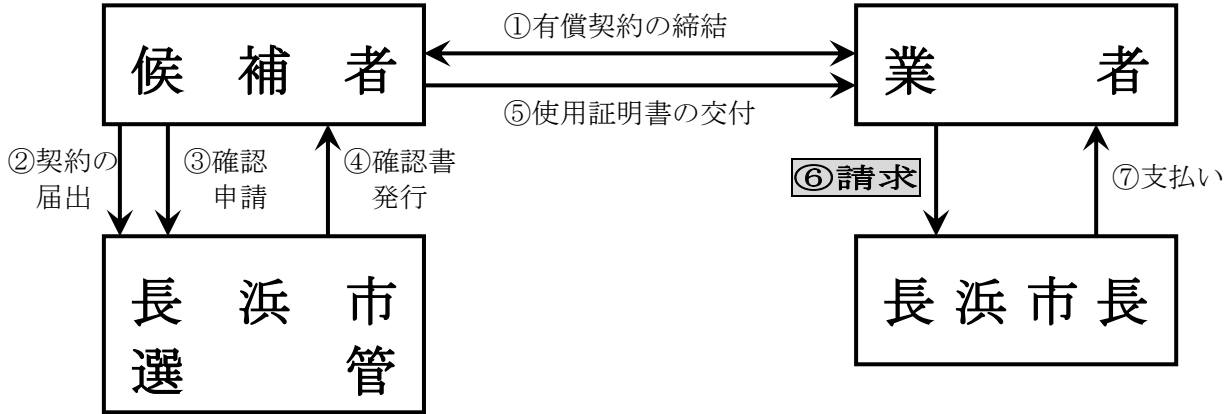 ①有償契約の締結
候補者
業者
⑤使用証明書の交付
②契約の
届出
③確認
申請
④確認書
発行
⑥請求
⑦支払い
長浜市
選管
長浜市長